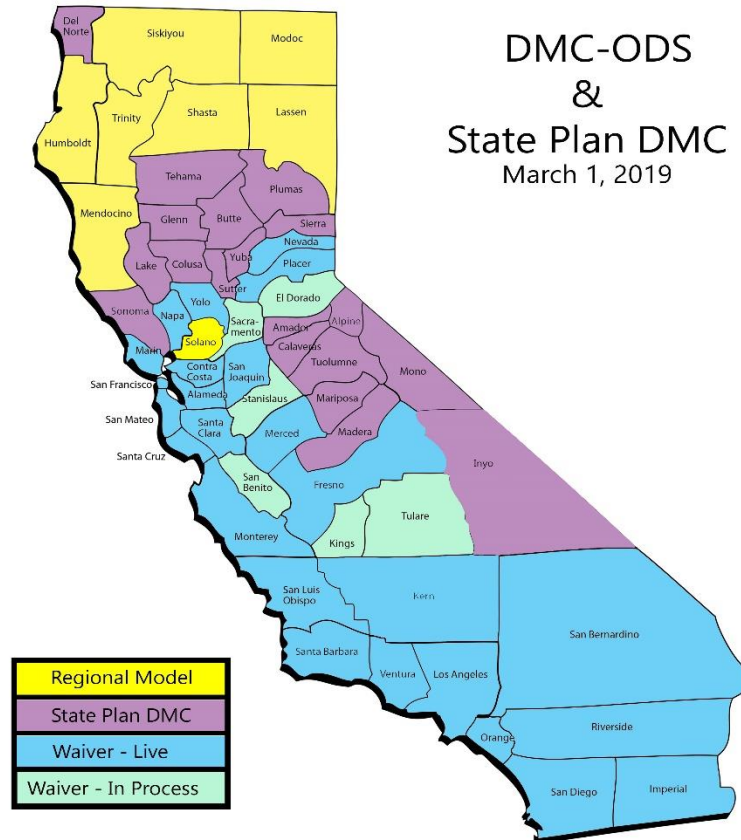 DMC-ODS
&
State Plan DMC
March 1, 2019
Del
Norte
Siskiyou
Modoc
Humboldt
Trinity
Shasta
Lassen
Mendocino
Tehama
Plumas
Glenn
Butte
Sierra
Nevada
Lake
Colusa
Yuba
Placer
Sutter
Sonoma
Napa
Yolo
El Dorado
Sacra-
mento
Solano
Amador
Alpine
Marin
Calaveras
Contra
Costa
San
Joaquin
Tuolumne
Mono
San Francisco
Alameda
Stanislaus
Mariposa
San Mateo
Santa
Clara
Merced
Madera
Santa Cruz
Inyo
San
Benito
Fresno
Tulare
Monterey
Kings
San Luis
Obispo
Kern
San Bernardino
Santa Barbara
Ventura
Los Angeles
Orange
Riverside
San Diego
Imperial
Regional Model
State Plan DMC
Waiver - Live
Waiver - In Process